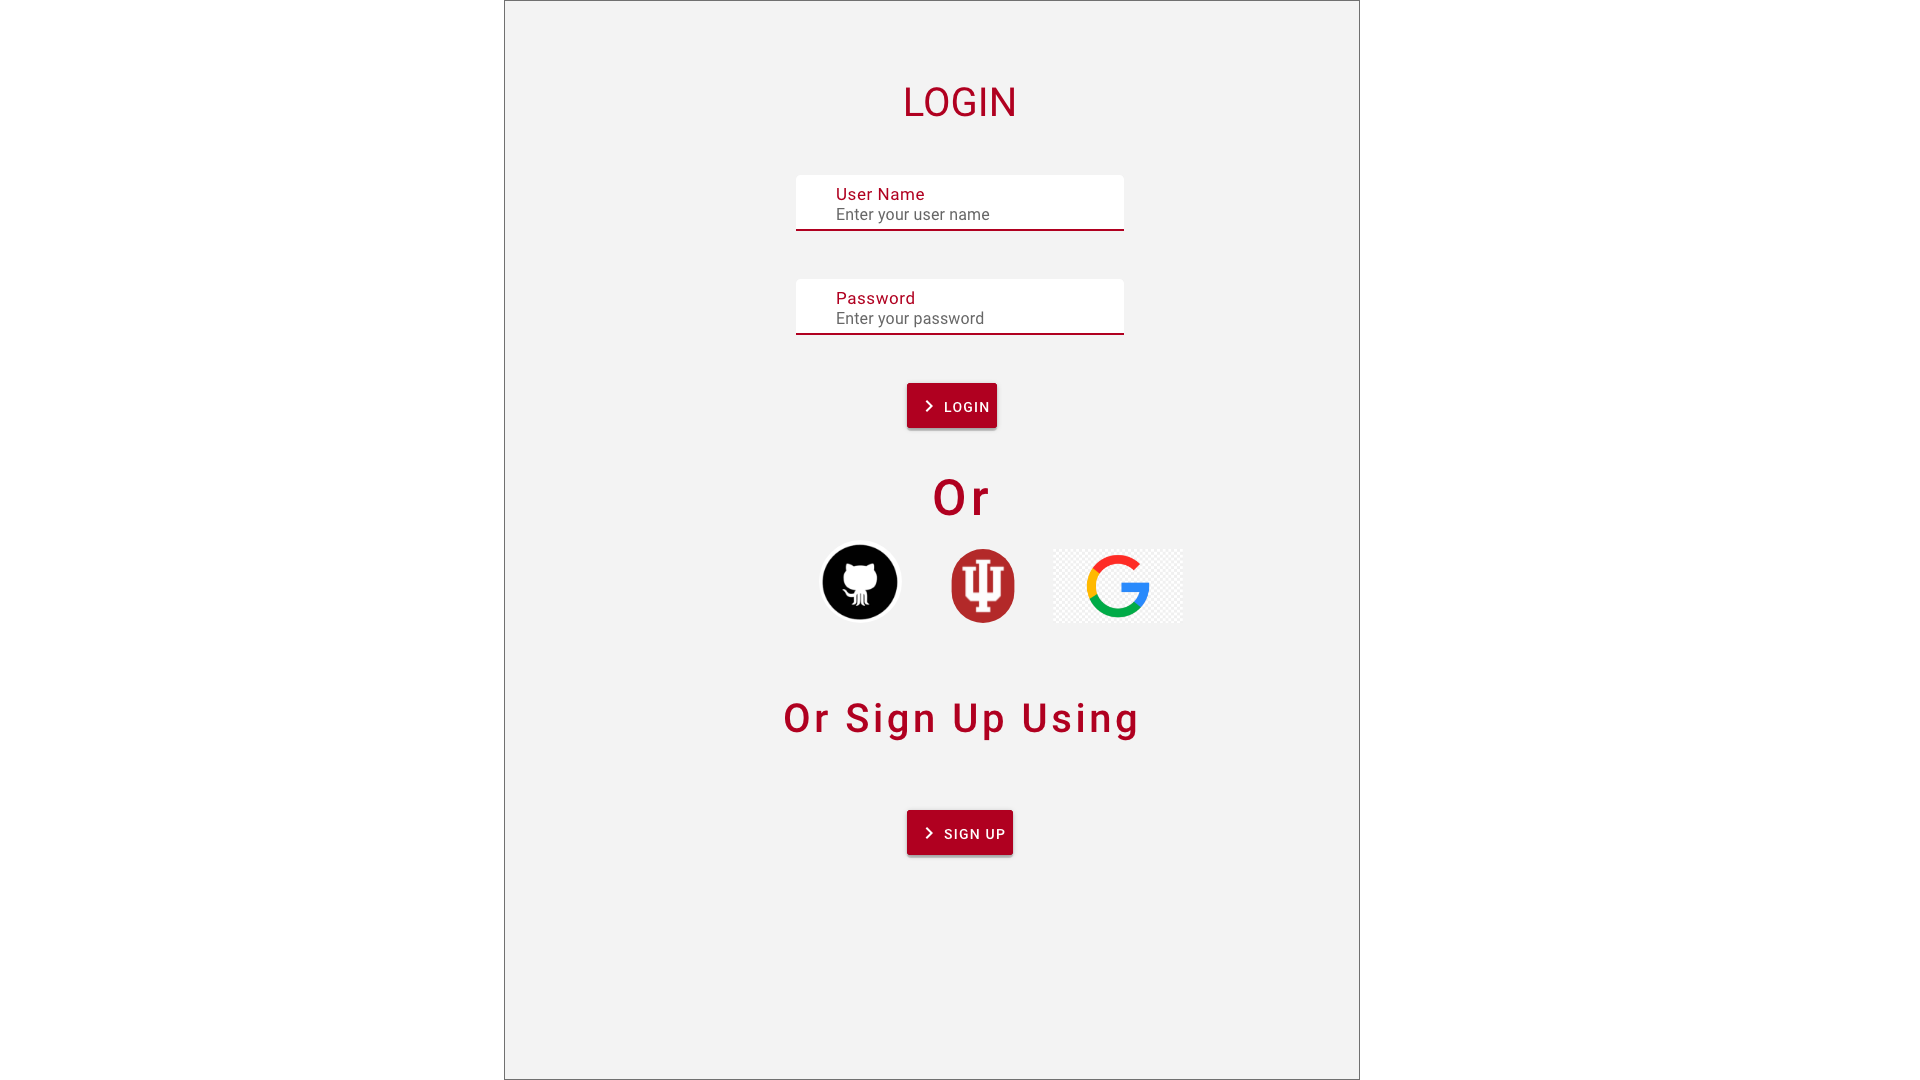 LOGIN
User Name
Enter your user name
Password
Enter your password
LOGIN
Or
Or Sign Up Using
SIGN UP